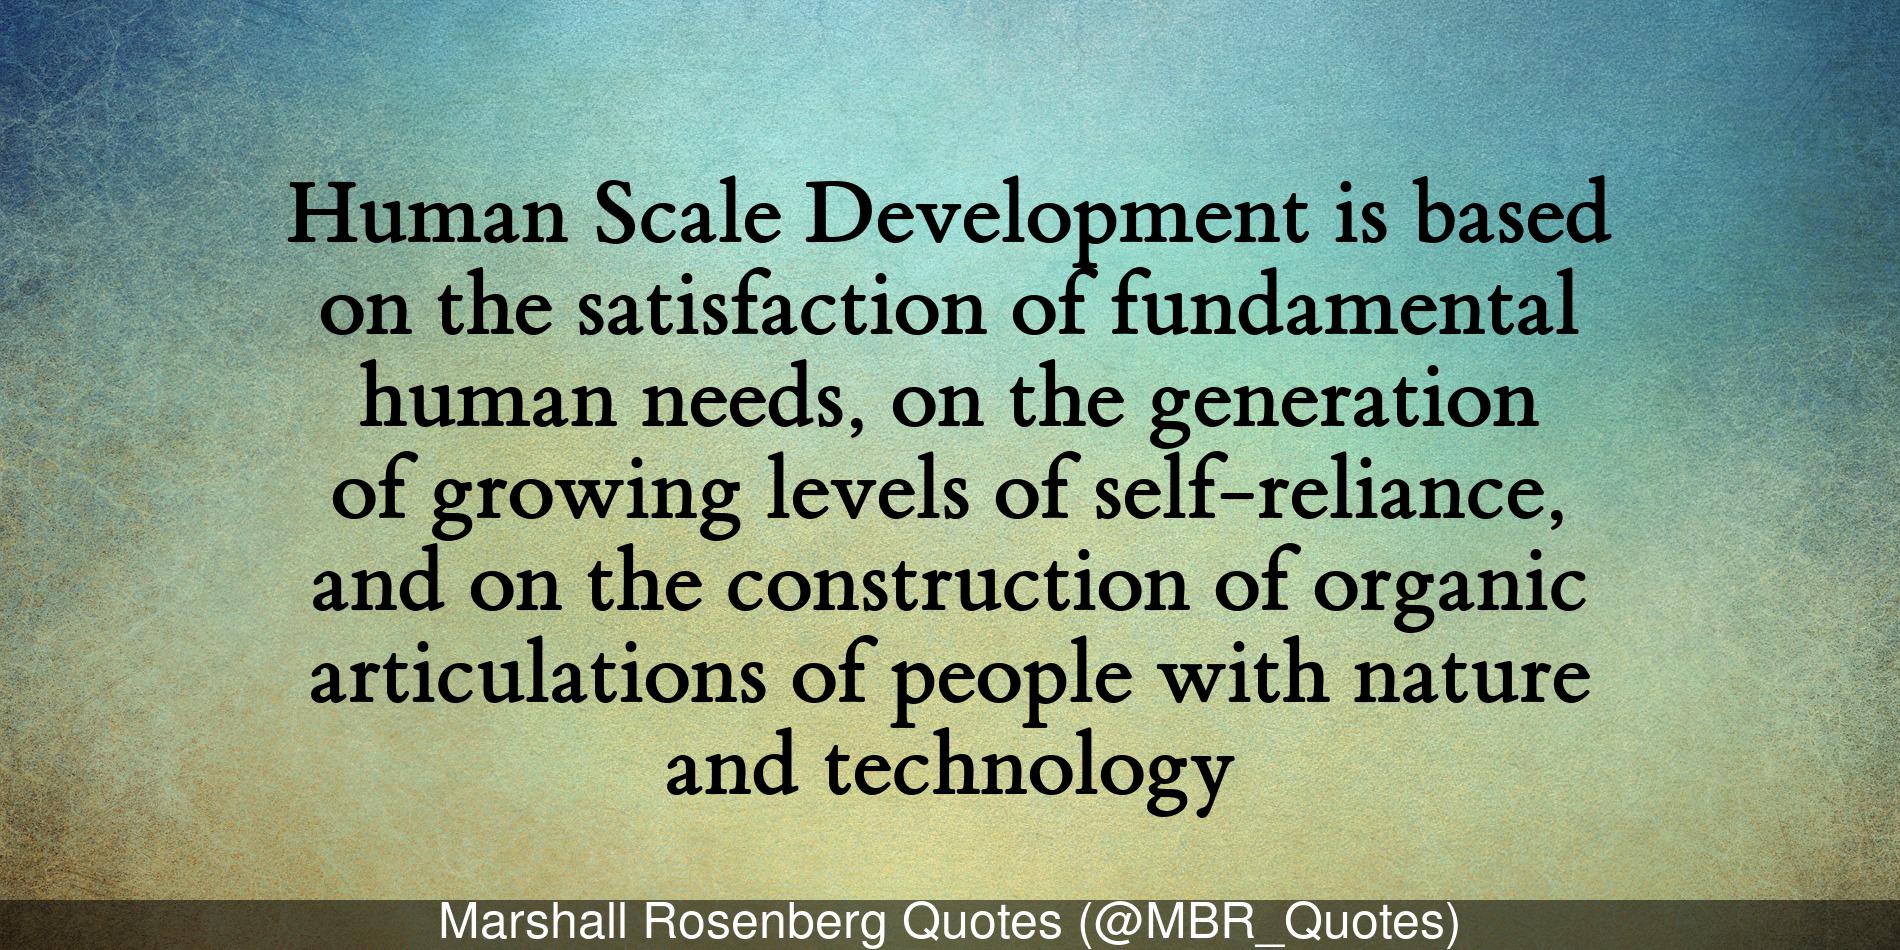 Human Scale Development is based
on the satisfaction of fundamental
human needs, on the generation
of growing levels of self-reliance,
and on the construction of organic
articulations of people with nature
and technology
Marshall Rosenberg Quotes (@MBR_Quotes)